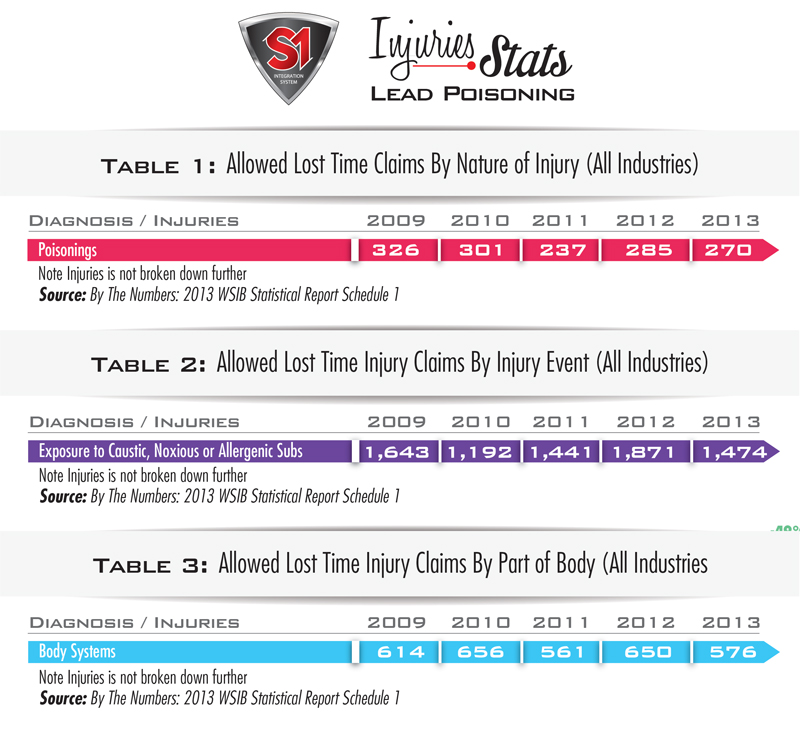 S1
INTEGRATION
SYSTEM
Injuries Stats
LEAD POISONING
TABLE 1: Allowed Lost Time Claims By Nature of Injury (All Industries)
DIAGNOSIS / INJURIES 2009 2010 2011 2012 2013
Poisonings 326 301 237 285 270
Note Injuries is not broken down further
Source: By The Numbers: 2013 WSIB Statistical Report Schedule 1
TABLE 2: Allowed Lost Time Injury Claims By Injury Event (All Industries)
DIAGNOSIS / INJURIES 2009 2010 2011 2012 2013
Exposure to Caustic, Noxious or Allergenic Subs 1,643 1,192 1,441 1,871 1,474
Note Injuries is not broken down further
Source: By The Numbers: 2013 WSIB Statistical Report Schedule 1
TABLE 3: Allowed Lost Time Injury Claims By Part of Body (All Industries
DIAGNOSIS / INJURIES 2009 2010 2011 2012 2013
Body Systems 614 656 561 650 576
Note Injuries is not broken down further
Source: By The Numbers: 2013 WSIB Statistical Report Schedule 1